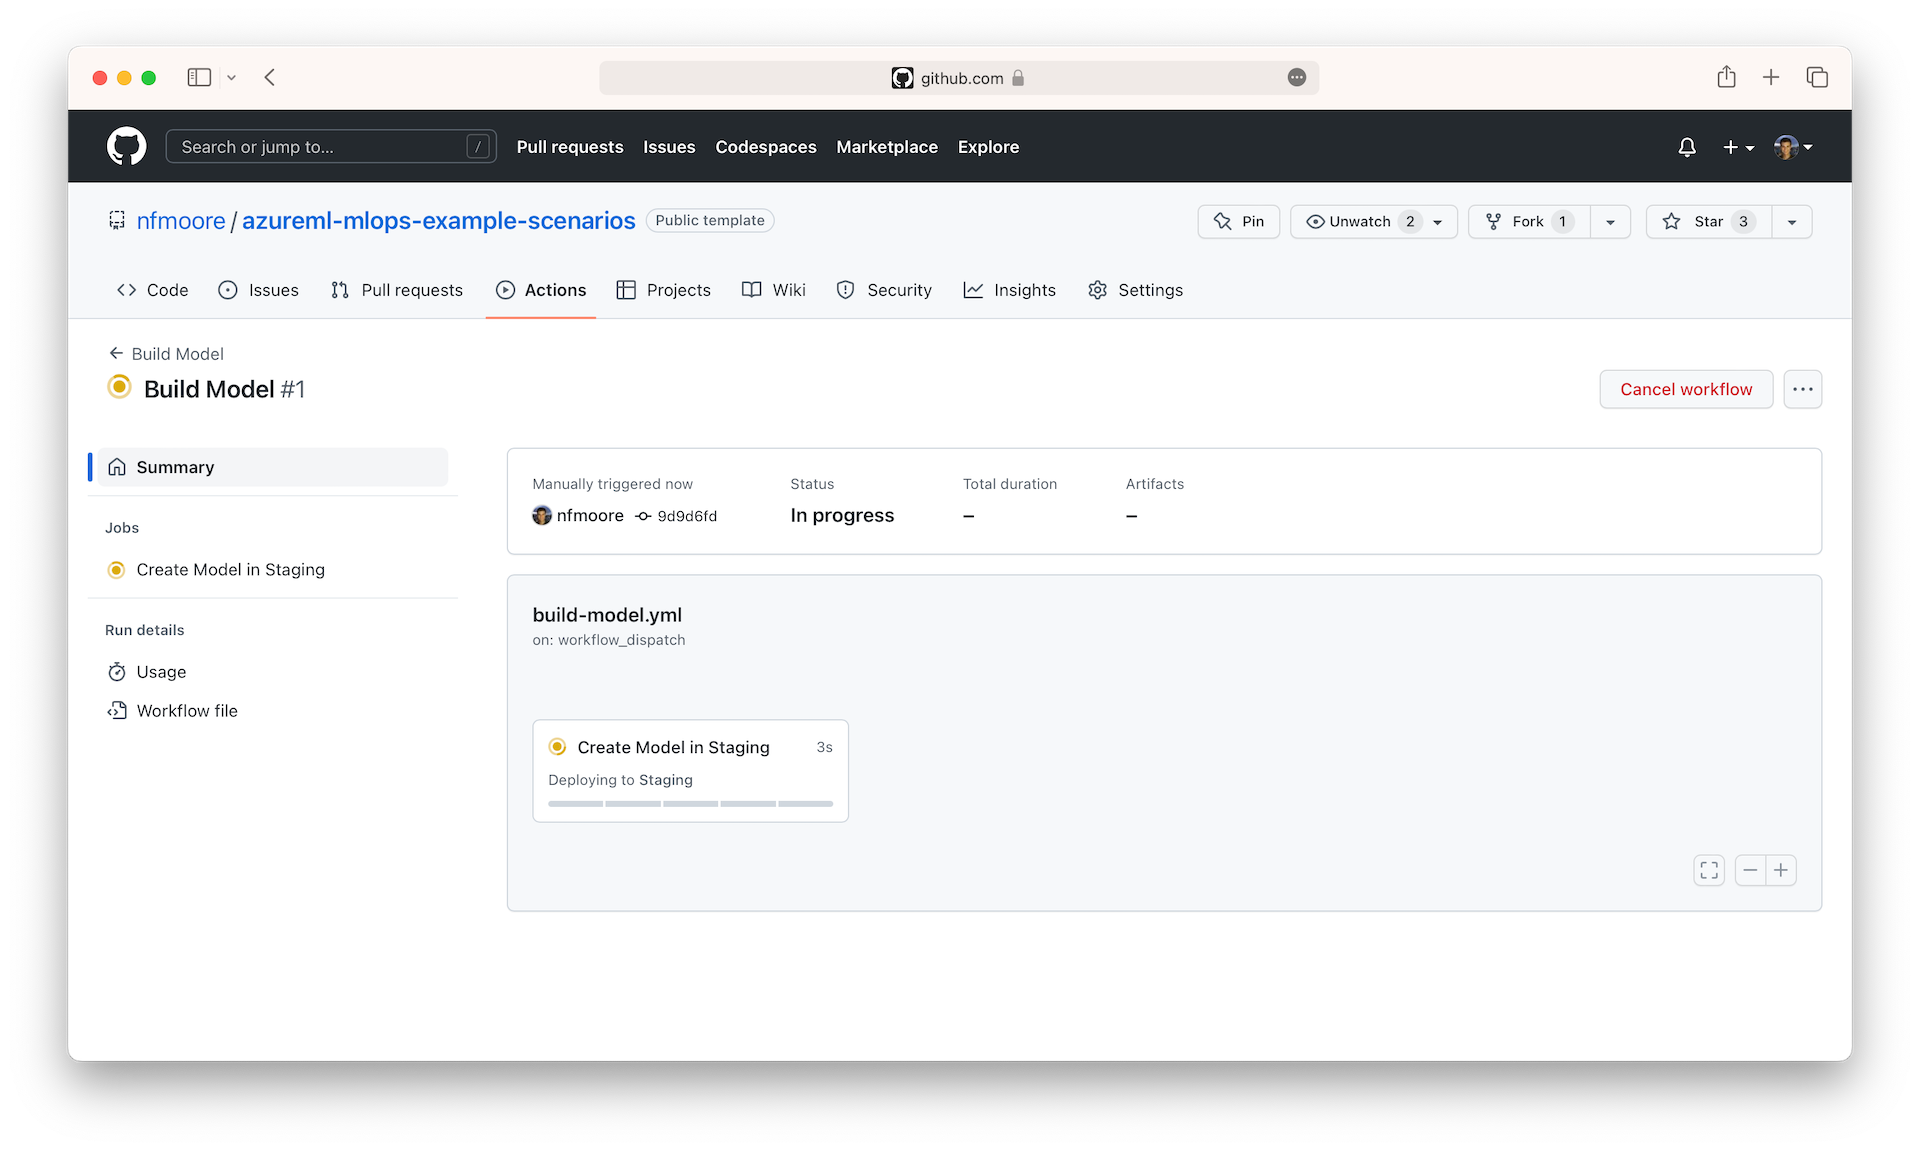 github.com
Search or jump to... /
Pull requests Issues Codespaces Marketplace Explore
nfmoore / azureml-mlops-example-scenarios Public template
Pin Unwatch 2 Fork 1 Star 3
Code Issues Pull requests Actions Projects Wiki Security Insights Settings
Build Model
Build Model #1
Cancel workflow
Summary
Jobs
Create Model in Staging
Run details
Usage
Workflow file
Manually triggered now Status Total duration Artifacts
nfmoore 9d9d6fd In progress – –
build-model.yml
on: workflow_dispatch
Create Model in Staging 3s
Deploying to Staging